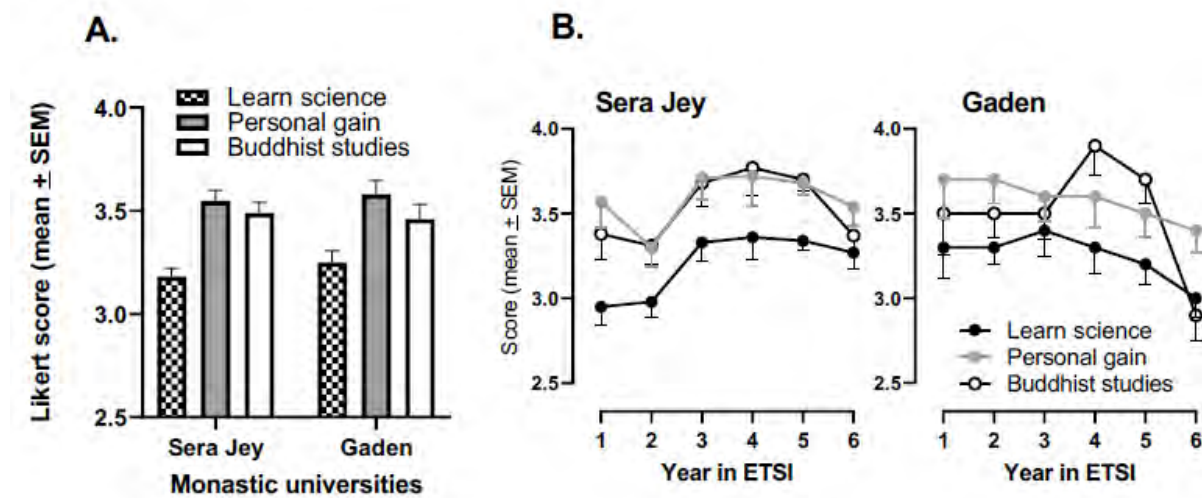 A.
Learn science
Personal gain
Buddhist studies
Likert score (mean ± SEM)
4.0
3.5
3.0
2.5
Sera Jey
Gaden
Monastic universities
B.
Sera Jey
Score (mean ± SEM)
4.0
3.5
3.0
2.5
1 2 3 4 5 6
Year in ETSI
Gaden
4.0
3.5
3.0
2.5
Learn science
Personal gain
Buddhist studies
1 2 3 4 5 6
Year in ETSI